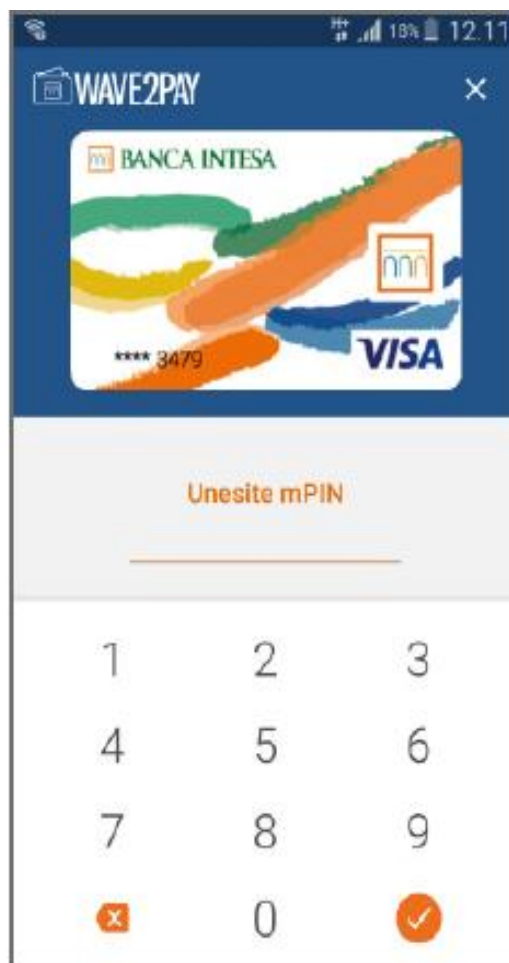 H+ 18% 12.11
WAVE2PAY
BANCA INTESA
**** 3479
VISA
Unesite mPIN
1 2 3
4 5 6
7 8 9
0